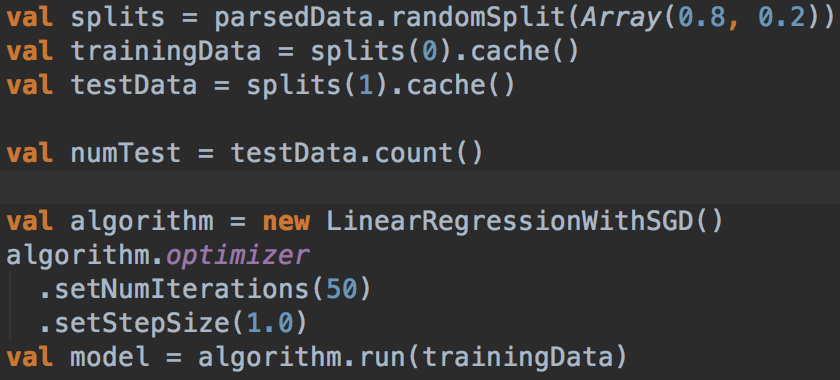 val splits = parsedData.randomSplit(Array(0.8, 0.2))
val trainingData = splits(0).cache()
val testData = splits(1).cache()
val numTest = testData.count()
val algorithm = new LinearRegressionWithSGD()
algorithm.optimizer
.setNumIterations(50)
.setStepSize(1.0)
val model = algorithm.run(trainingData)